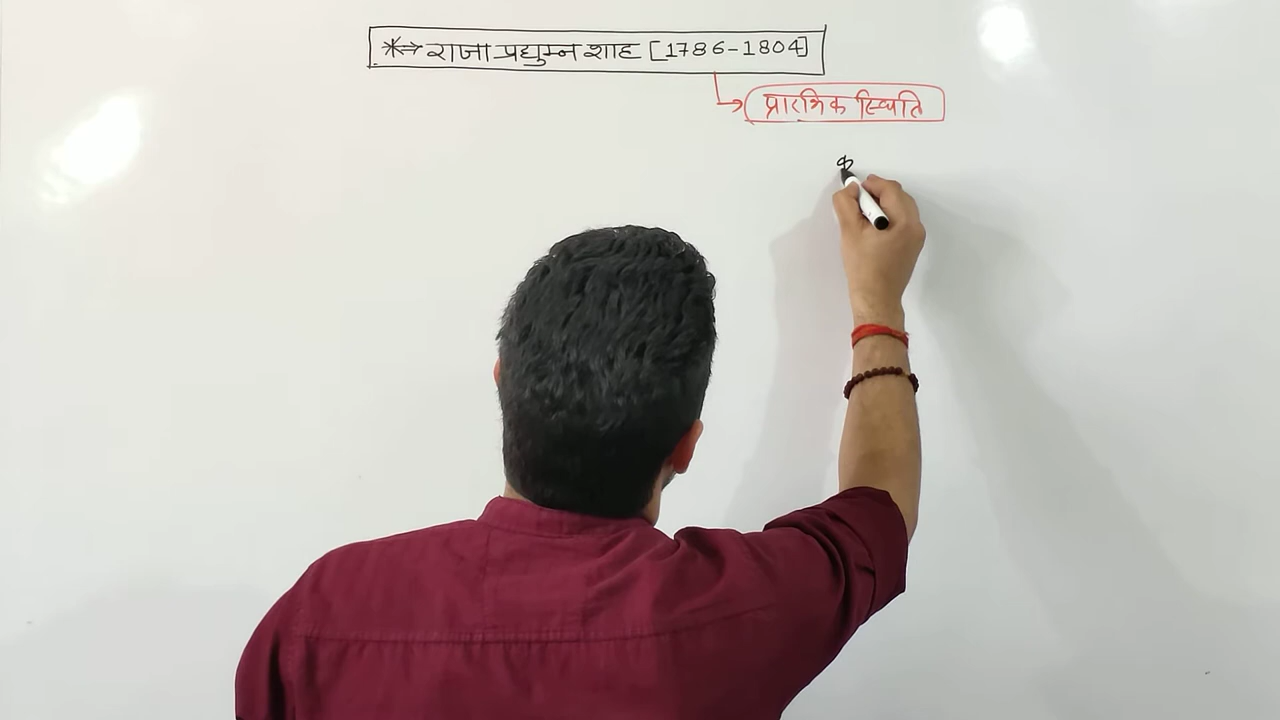 *⇒ राजा प्रद्युम्न शाह [1786-1804]
प्रारंभिक स्थिति